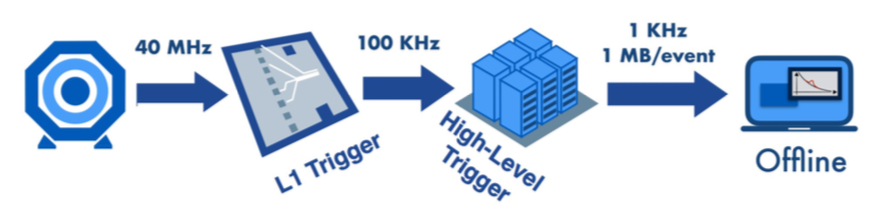 40 MHz
L1 Trigger
100 KHz
High-Level
Trigger
1 KHz
1 MB/event
Offline